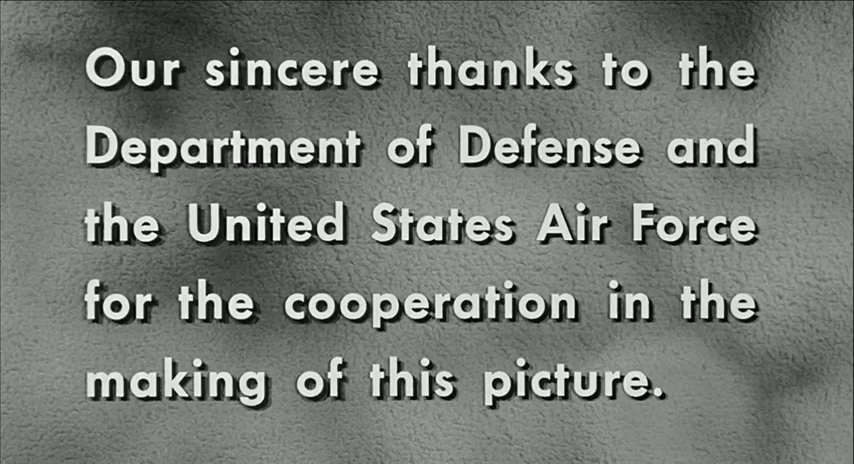 Our sincere thanks to the
Department of Defense and
the United States Air Force
for the cooperation in the
making of this picture.